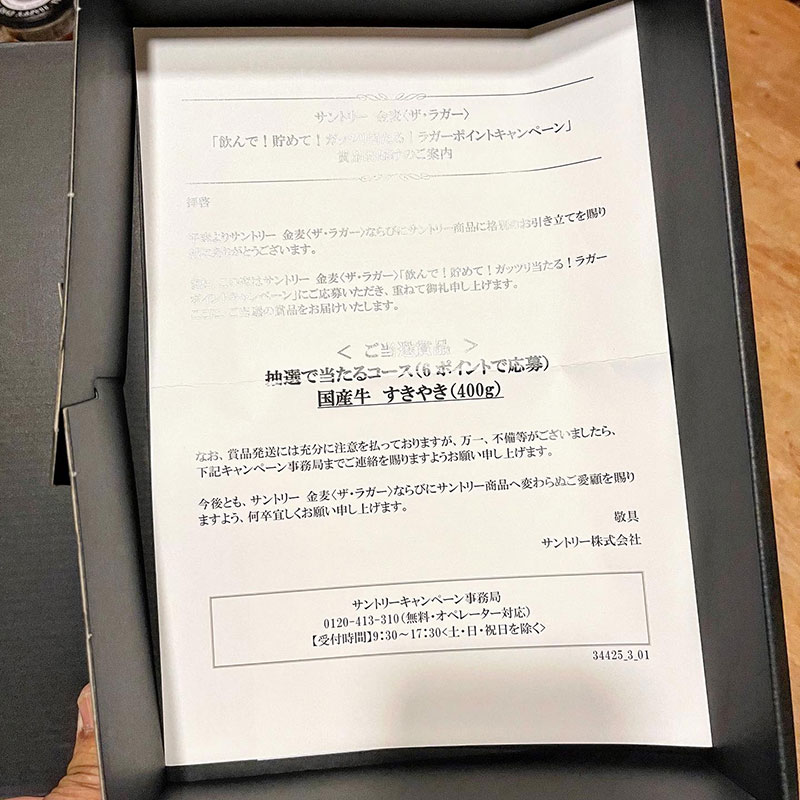 サントリー 金麦〈ザ・ラガー〉
「飲んで！貯めて！ガッツリ当たる！ラガーポイントキャンペーン」
賞品お届けのご案内
拝啓
平素よりサントリー 金麦〈ザ・ラガー〉ならびにサントリー商品に格別のお引き立てを賜り
誠にありがとうございます。
この度はサントリー 金麦〈ザ・ラガー〉「飲んで！貯めて！ガッツリ当たる！ラガー
ポイントキャンペーン」にご応募いただき、重ねて御礼申し上げます。
ここに、ご当選の賞品をお届けいたします。
＜ ご当選賞品 ＞
抽選で当たるコース（6ポイントで応募）
国産牛 すきやき（400g）
なお、賞品発送には充分に注意を払っておりますが、万一、不備等がございましたら、
下記キャンペーン事務局までご連絡を賜りますようお願い申し上げます。
今後とも、サントリー 金麦〈ザ・ラガー〉ならびにサントリー商品へ変わらぬご愛顧を賜り
ますよう、何卒宜しくお願い申し上げます。
敬具
サントリー株式会社
サントリーキャンペーン事務局
0120-413-310（無料・オペレーター対応）
【受付時間】9：30～17：30<土・日・祝日を除く>
34425_3_01